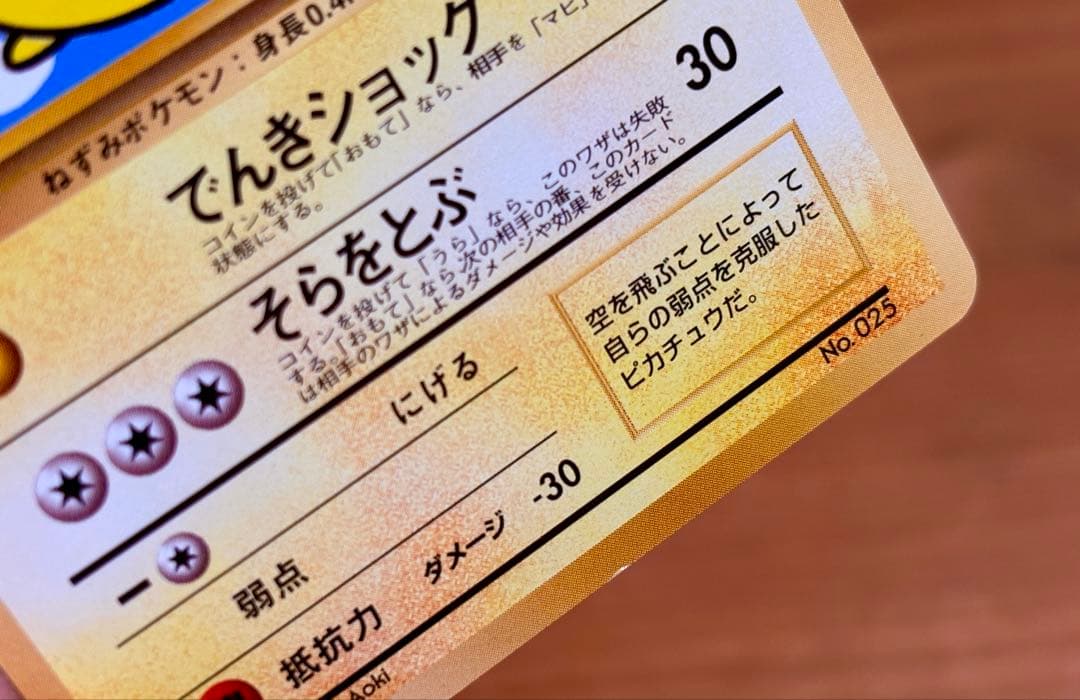 ねずみポケモン：身長0.4
でんきショック
コインを投げて「おもて」なら、相手を「マヒ」
状態にする。
そらをとぶ 30
コインを投げて「うら」なら、このワザは失敗
する。「おもて」なら次の相手の番、このカード
は相手のワザによるダメージや効果を受けない。
にげる
空を飛ぶことによって
自らの弱点を克服した
ピカチュウだ。
弱点
抵抗力 ダメージ -30
Aoki
No.025